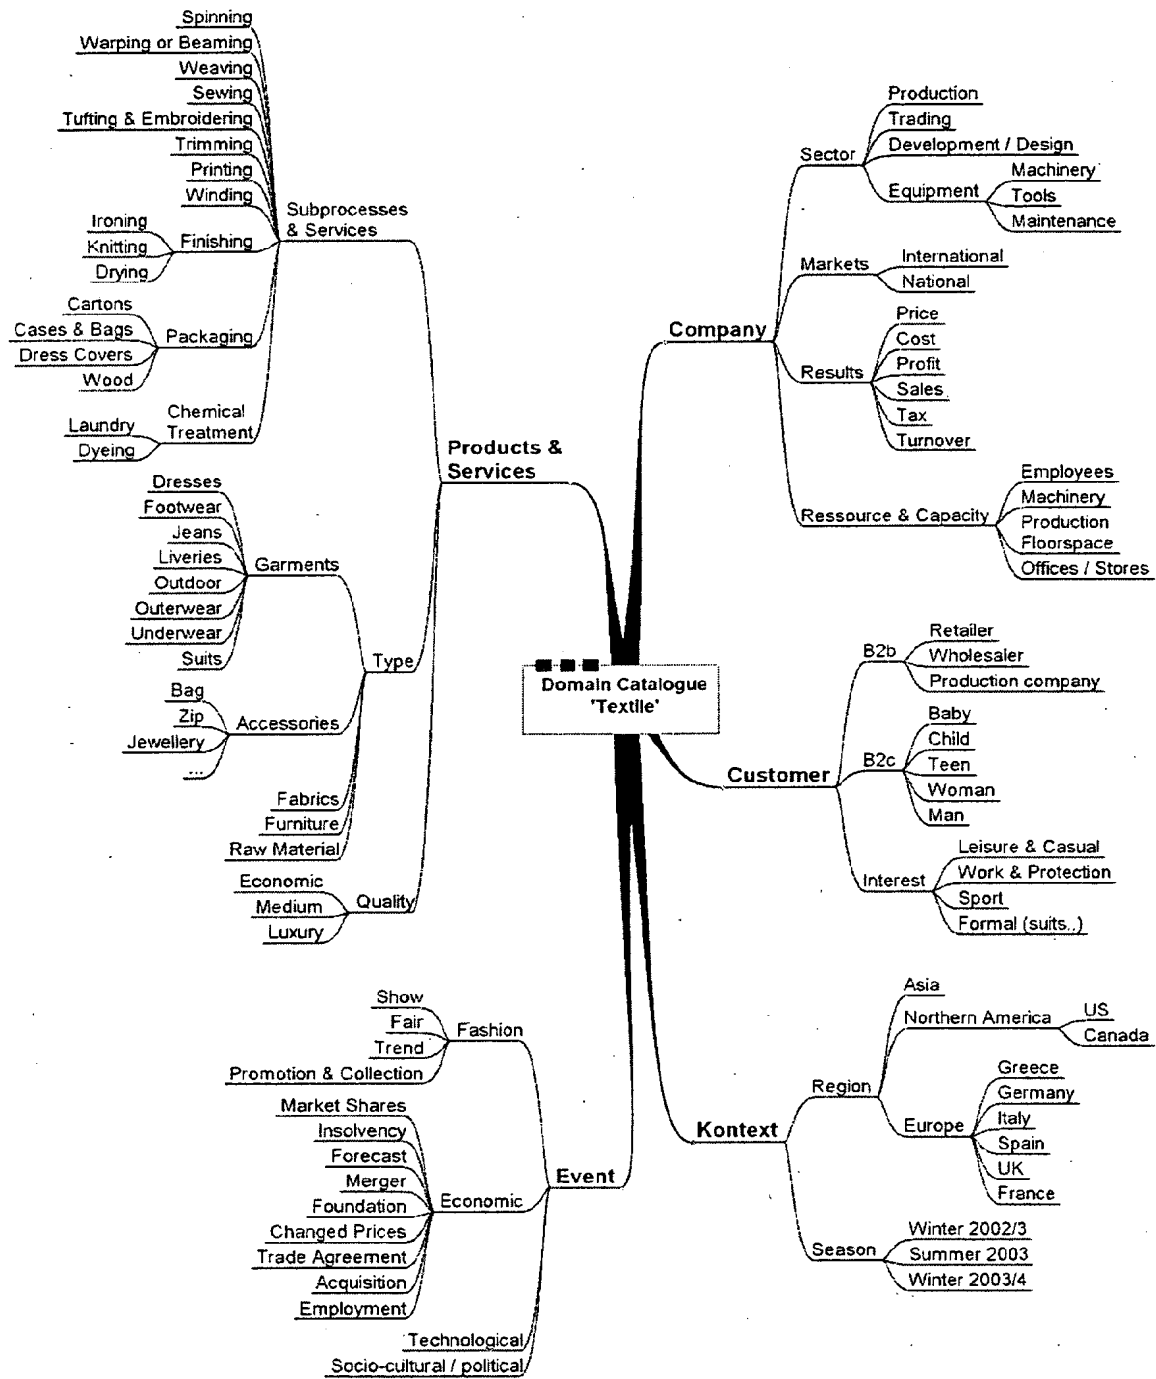 Spinning
Warping or Beaming
Weaving
Sewing
Tufting & Embroidering
Trimming
Printing
Winding
Subprocesses
& Services
Ironing
Knitting
Drying
Finishing
Cartons
Cases & Bags
Dress Covers
Wood
Packaging
Chemical
Treatment
Laundry
Dyeing
Products &
Services
Dresses
Footwear
Jeans
Liveries
Outdoor
Outerwear
Underwear
Suits
Garments
Type
Bag
Zip
Jewellery
...
Accessories
Fabrics
Furniture
Raw Material
Economic
Medium
Luxury
Quality
Show
Fair
Trend
Promotion & Collection
Fashion
Market Shares
Insolvency
Forecast
Merger
Foundation
Changed Prices
Trade Agreement
Acquisition
Employment
Economic
Event
Technological
Socio-cultural / political
Domain Catalogue
'Textile'
Company
Sector
Production
Trading
Development / Design
Equipment
Machinery
Tools
Maintenance
Markets
International
National
Results
Price
Cost
Profit
Sales
Tax
Turnover
Ressource & Capacity
Employees
Machinery
Production
Floorspace
Offices / Stores
Customer
B2b
Retailer
Wholesaler
Production company
B2c
Baby
Child
Teen
Woman
Man
Interest
Leisure & Casual
Work & Protection
Sport
Formal (suits..)
Kontext
Region
Asia
Northern America
US
Canada
Europe
Greece
Germany
Italy
Spain
UK
France
Season
Winter 2002/3
Summer 2003
Winter 2003/4